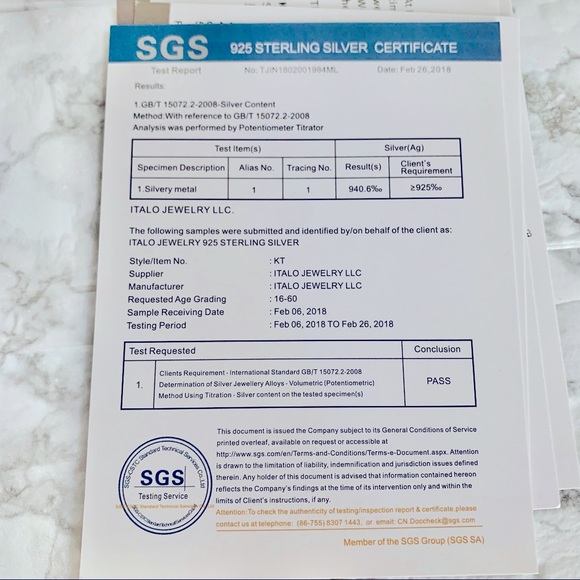 SGS 925 STERLING SILVER CERTIFICATE
Test Report No: TJIN1802001984ML Date: Feb 26,2018
Results:
1.GB/T 15072.2-2008-Silver Content
Method:With reference to GB/T 15072.2-2008
Analysis was performed by Potentiometer Titrator
Test Item(s) Silver(Ag)
Specimen Description Alias No. Tracing No. Result(s) Client's Requirement
1.Silvery metal 1 1 940.6‰ ≥925‰
ITALO JEWELRY LLC.
The following samples were submitted and identified by/on behalf of the client as:
ITALO JEWELRY 925 STERLING SILVER
Style/Item No. : KT
Supplier : ITALO JEWELRY LLC
Manufacturer : ITALO JEWELRY LLC
Requested Age Grading : 16-60
Sample Receiving Date : Feb 06, 2018
Testing Period : Feb 06, 2018 TO Feb 26, 2018
Test Requested Conclusion
1. Clients Requirement - International Standard GB/T 15072.2-2008
Determination of Silver Jewellery Alloys - Volumetric (Potentiometric)
Method Using Titration - Silver content on the tested specimen(s)
PASS
This document is issued the Company subject to its General Conditions of Service
printed overleaf, available on request or accessible at
http://www.sgs.com/en/Terms-and-Conditions/Terms-e-Document.aspx. Attention
is drawn to the limitation of liability, indemnification and jurisdiction issues defined
therein. Any holder of this document is advised that information contained hereon
reflects the Company's findings at the time of its intervention only and within the
limits of Client's instructions, if any.
Attention:To check the authenticity of testing/inspection report & certificate,please
contact us at telephone: (86-755) 8307 1443, or email: CN.Doccheck@sgs.com
Member of the SGS Group (SGS SA)
SGS-CSTC Standard Technical Services Co.,Ltd
SGS
Testing Service